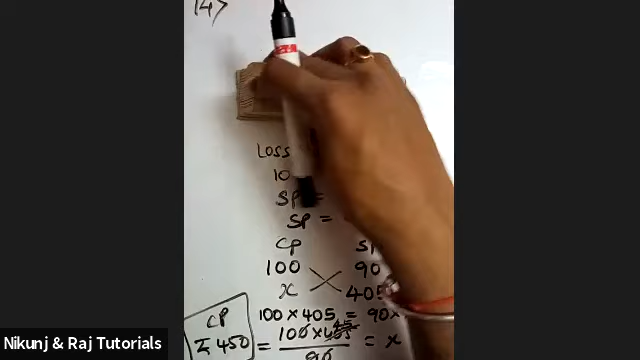 14>
Loss
10
SP =
SP =
CP SP
100 90
x 405
100 × 405 = 90 ×
CP
₹ 450 = 100 × 405 = x
90
Nikunj & Raj Tutorials